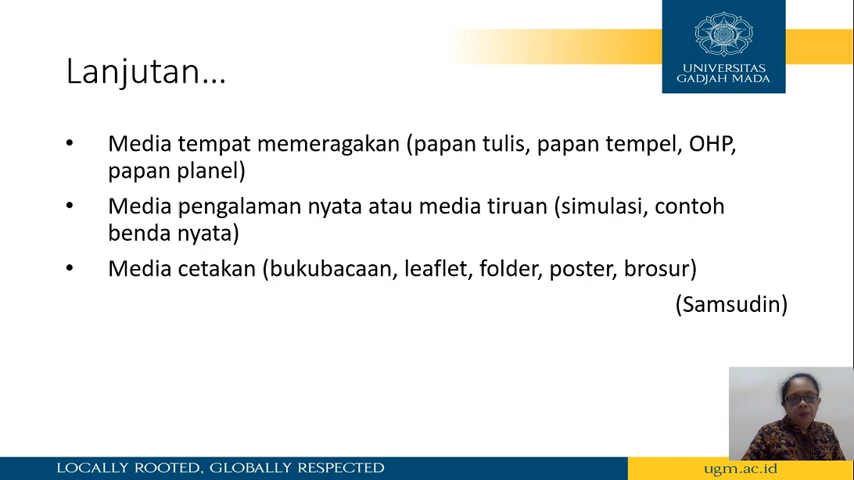 UNIVERSITAS
GADJAH MADA
Lanjutan...
• Media tempat memeragakan (papan tulis, papan tempel, OHP,
papan planel)
• Media pengalaman nyata atau media tiruan (simulasi, contoh
benda nyata)
• Media cetakan (bukubacaan, leaflet, folder, poster, brosur)
(Samsudin)
LOCALLY ROOTED, GLOBALLY RESPECTED
ugm.ac.id